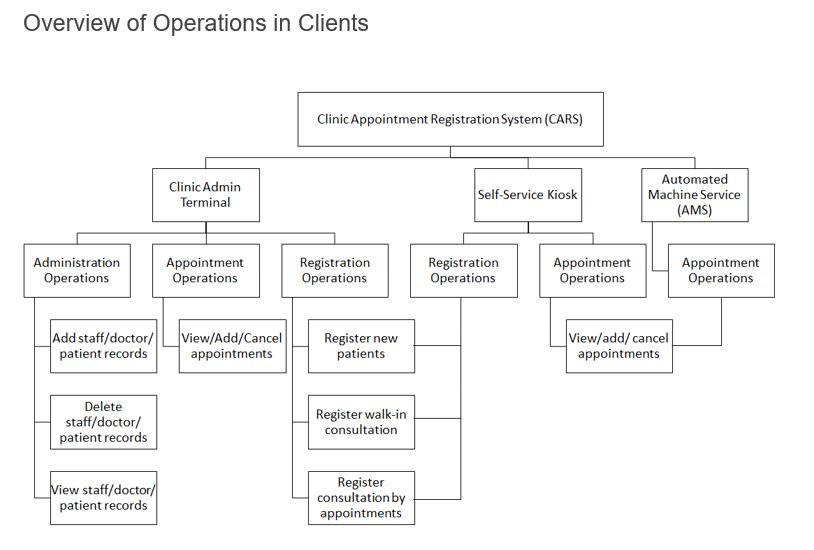 Overview of Operations in Clients
Clinic Appointment Registration System (CARS)
Clinic Admin
Terminal
Self-Service Kiosk
Automated
Machine Service
(AMS)
Administration
Operations
Appointment
Operations
Registration
Operations
Registration
Operations
Appointment
Operations
Appointment
Operations
Add staff/doctor/
patient records
View/Add/Cancel
appointments
Register new
patients
View/add/ cancel
appointments
Delete
staff/doctor/
patient records
Register walk-in
consultation
View staff/doctor/
patient records
Register
consultation by
appointments